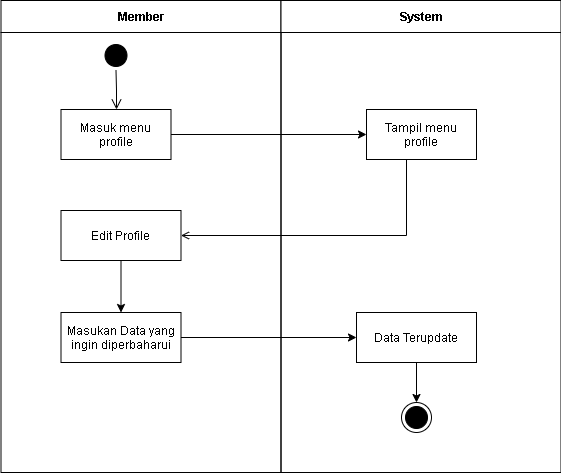 Member
System
Masuk menu
profile
Tampil menu
profile
Edit Profile
Masukan Data yang
ingin diperbaharui
Data Terupdate